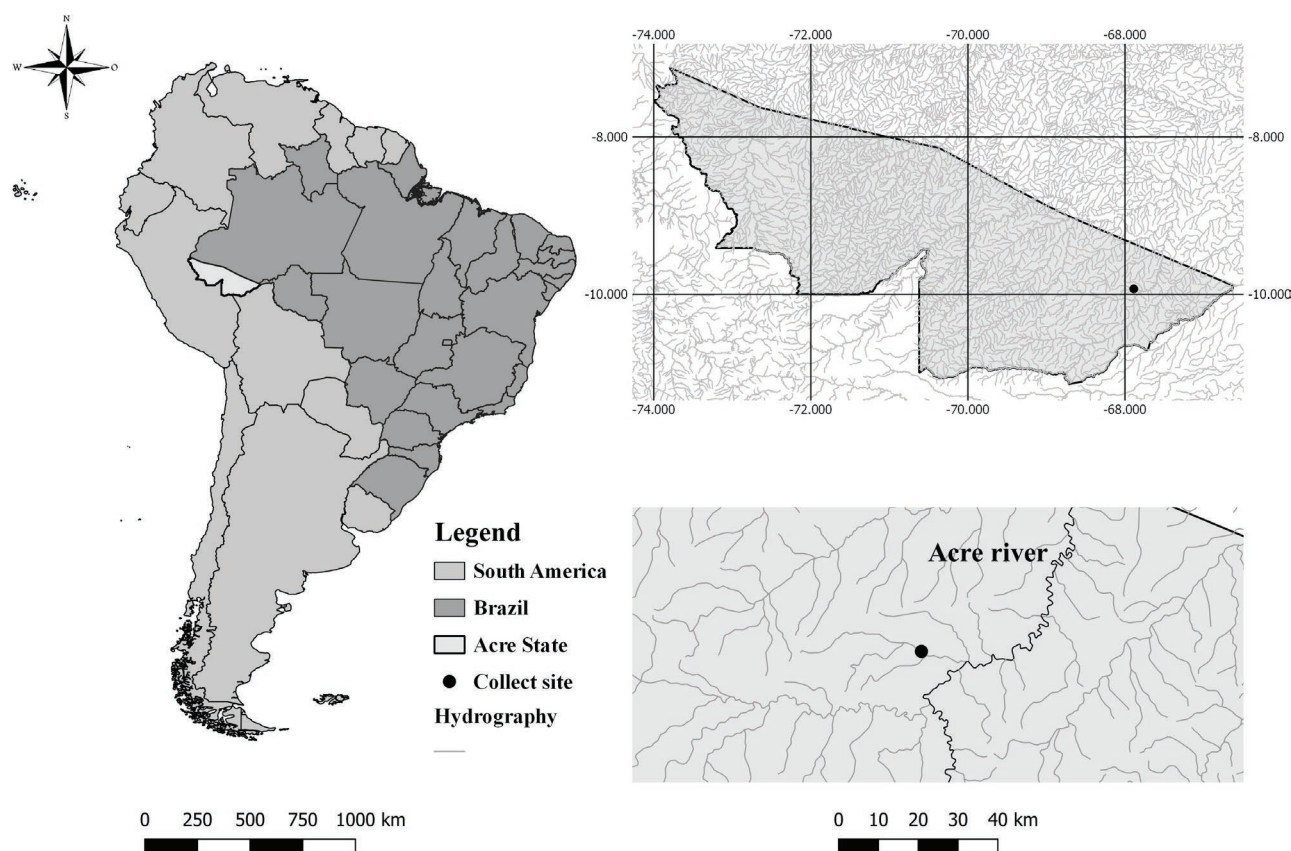 N
W O
S
-74.000 -72.000 -70.000 -68.000
-8.000 -8.000
-10.000 -10.000
-74.000 -72.000 -70.000 -68.000
Legend
South America
Brazil
Acre State
Collect site
Hydrography
Acre river
0 250 500 750 1000 km
0 10 20 30 40 km